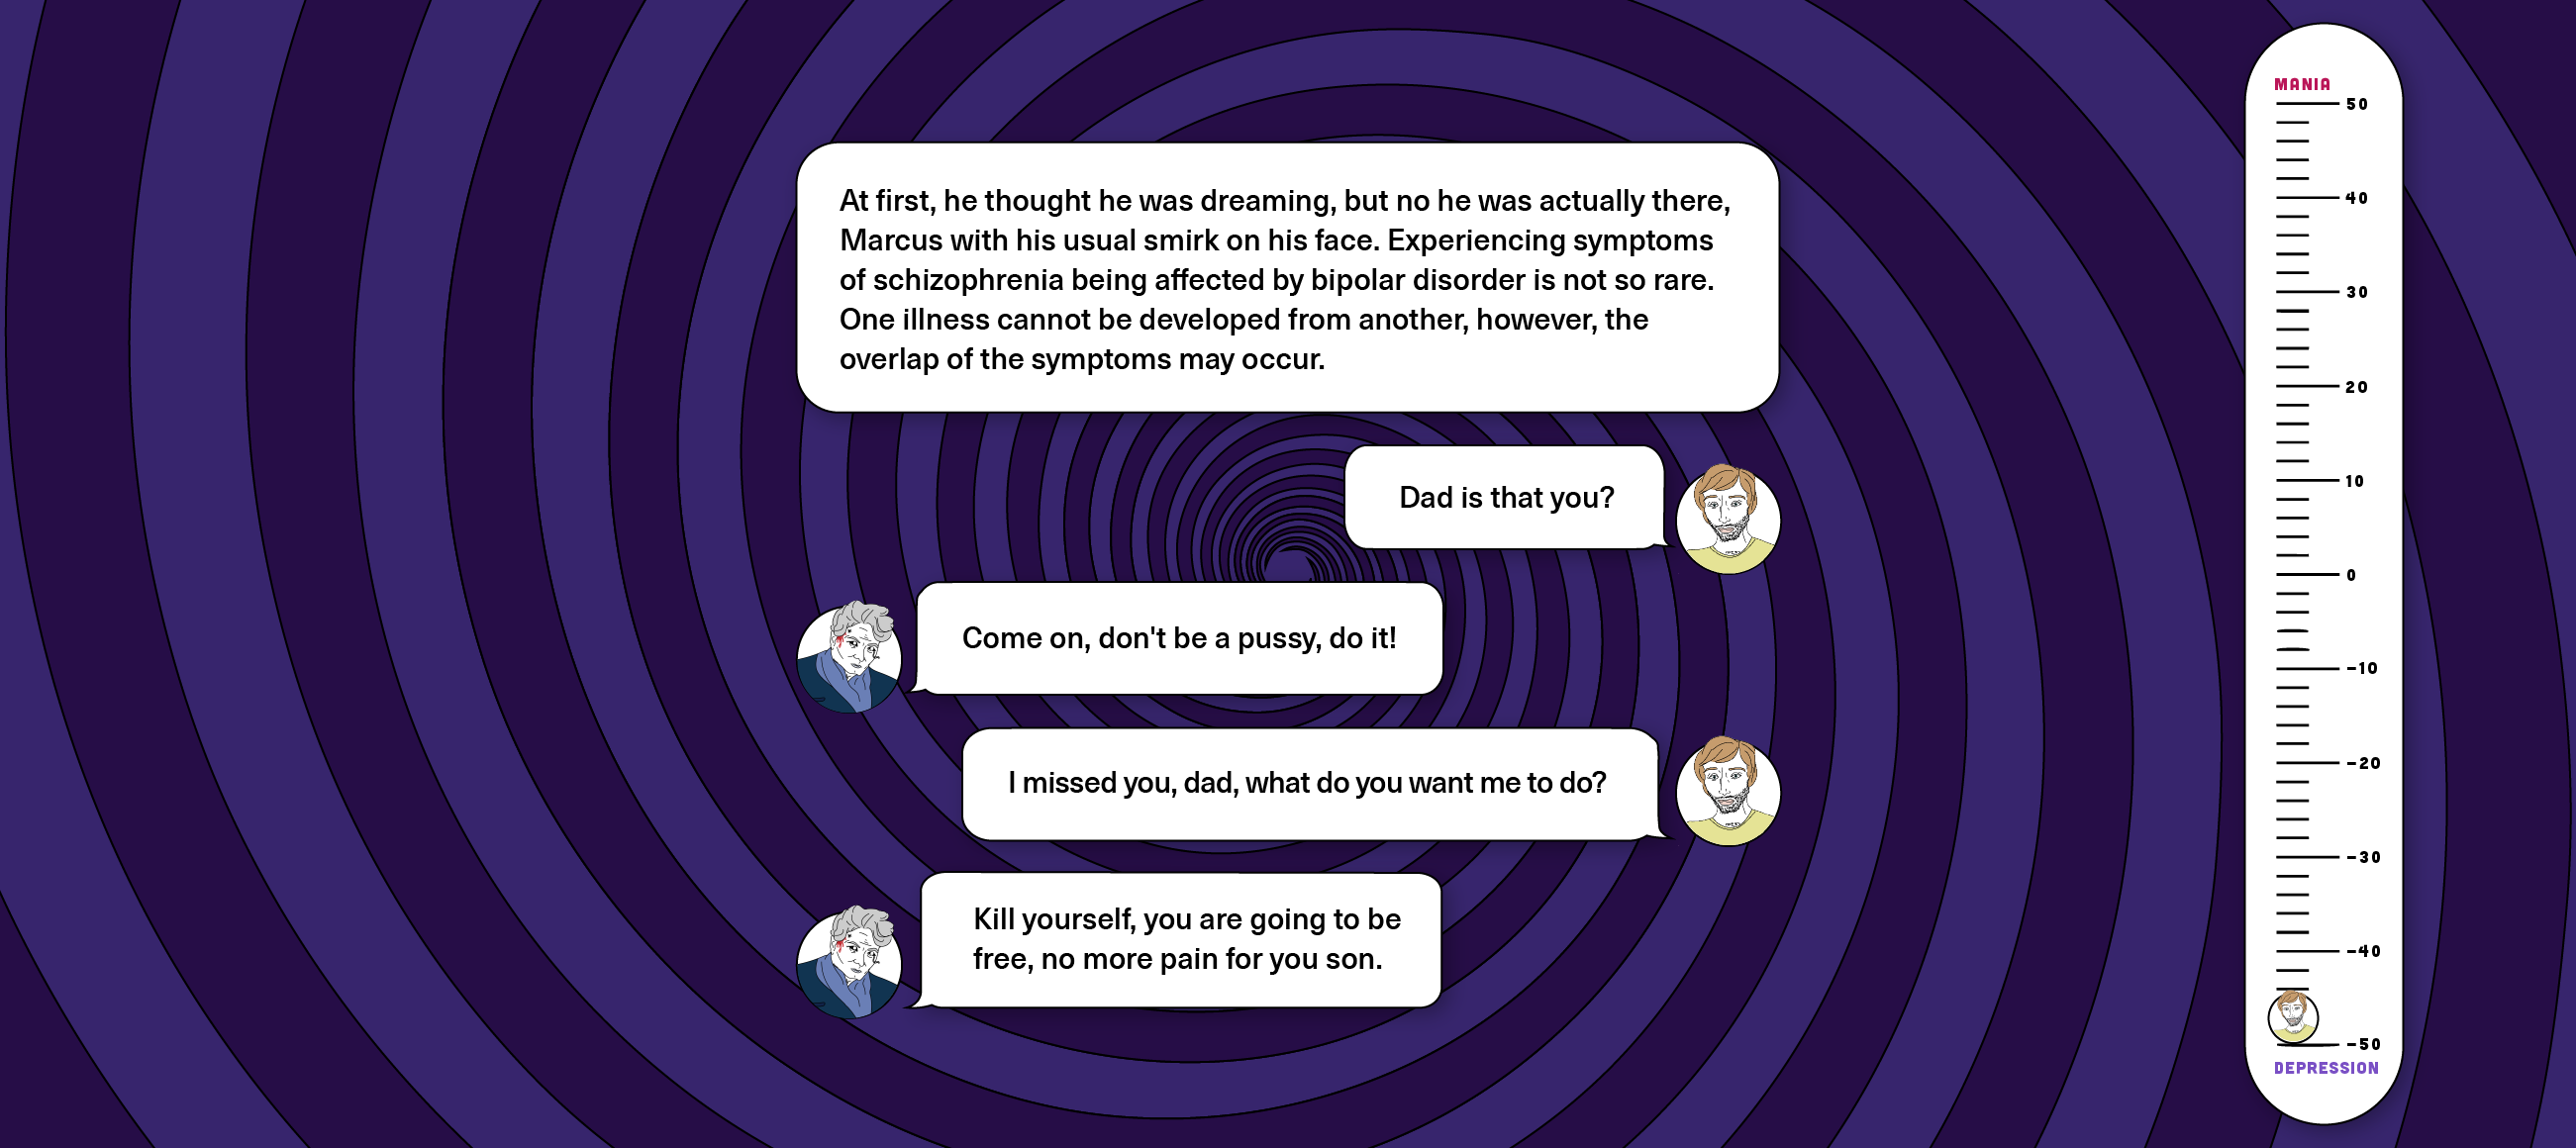 At first, he thought he was dreaming, but no he was actually there,
Marcus with his usual smirk on his face. Experiencing symptoms
of schizophrenia being affected by bipolar disorder is not so rare.
One illness cannot be developed from another, however, the
overlap of the symptoms may occur.
Dad is that you?
Come on, don't be a pussy, do it!
I missed you, dad, what do you want me to do?
Kill yourself, you are going to be
free, no more pain for you son.
MANIA
50
40
30
20
10
0
-10
-20
-30
-40
-50
DEPRESSION